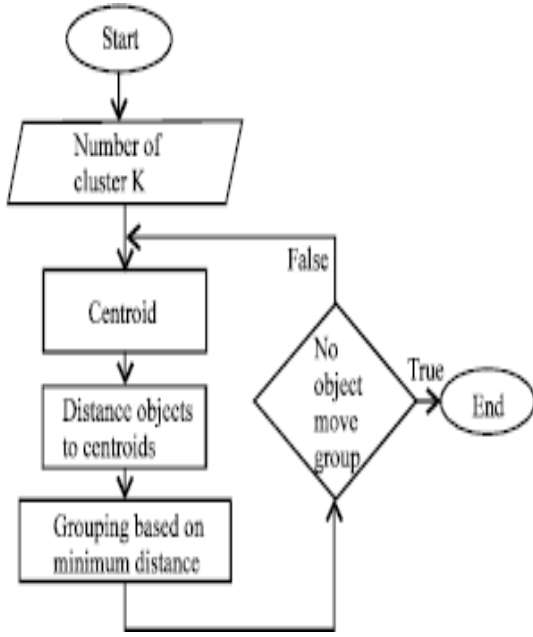 Start
Number of
cluster K
Centroid
Distance objects
to centroids
Grouping based on
minimum distance
No
object
move
group
False
True
End